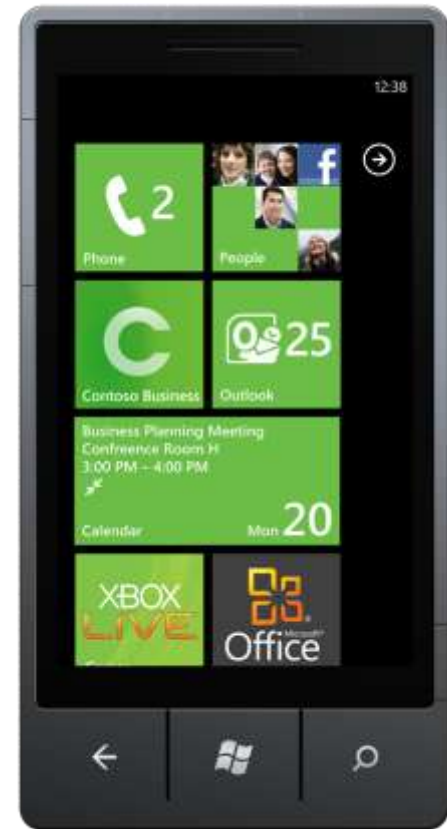 12:38
2
Phone
f
People
C
Contoso Business
25
Outlook
Business Planning Meeting
Confreence Room H
3:00 PM – 4:00 PM
Calendar
Mon 20
XBOX
LIVE
Microsoft®
Office